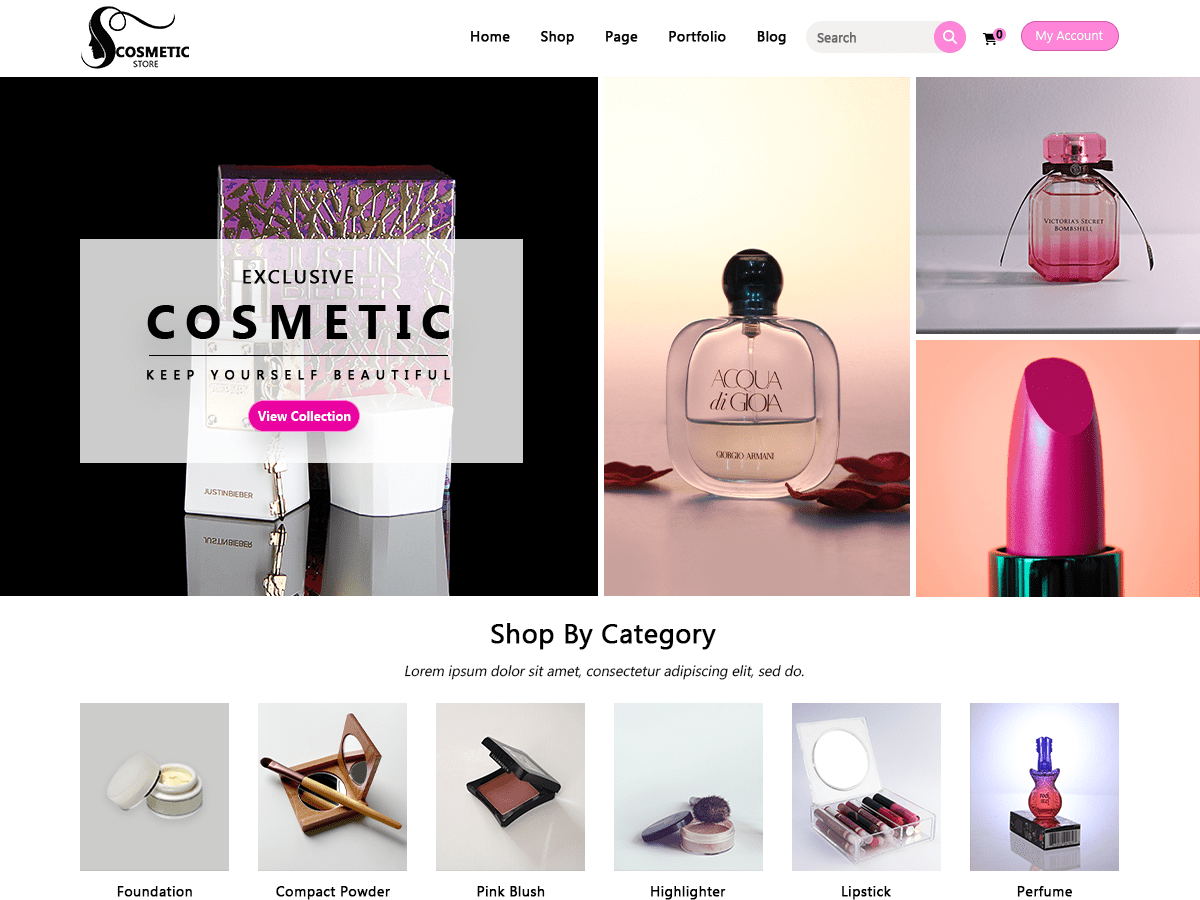 COSMETIC
STORE
Home Shop Page Portfolio Blog Search 0 My Account
EXCLUSIVE
COSMETIC
KEEP YOURSELF BEAUTIFUL
View Collection
JUSTIN
BIEBER
JUSTINBIEBER
JUSTINBIEBER
ACQUA
di GIOIA
GIORGIO ARMANI
VICTORIA'S SECRET
BOMBSHELL
Shop By Category
Lorem ipsum dolor sit amet, consectetur adipiscing elit, sed do.
Foundation Compact Powder Pink Blush Highlighter Lipstick Perfume